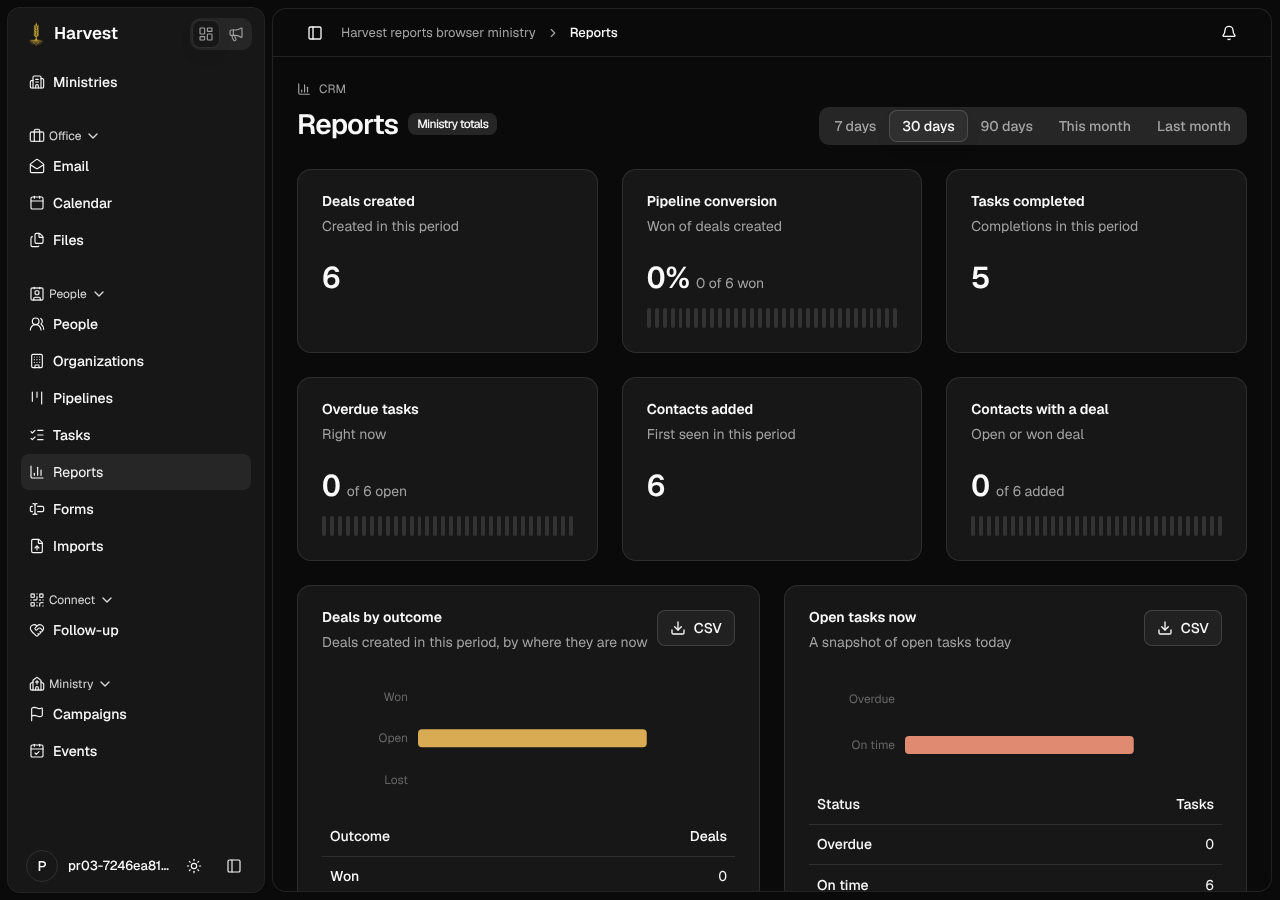 Harvest
Harvest reports browser ministry > Reports
Ministries
Office
Email
Calendar
Files
People
People
Organizations
Pipelines
Tasks
Reports
Forms
Imports
Connect
Follow-up
Ministry
Campaigns
Events
P pr03-7246ea81...
CRM
Reports Ministry totals
7 days 30 days 90 days This month Last month
Deals created
Created in this period
6
Pipeline conversion
Won of deals created
0% 0 of 6 won
Tasks completed
Completions in this period
5
Overdue tasks
Right now
0 of 6 open
Contacts added
First seen in this period
6
Contacts with a deal
Open or won deal
0 of 6 added
Deals by outcome
Deals created in this period, by where they are now
CSV
Won
Open
Lost
Outcome Deals
Won 0
Open tasks now
A snapshot of open tasks today
CSV
Overdue
On time
Status Tasks
Overdue 0
On time 6